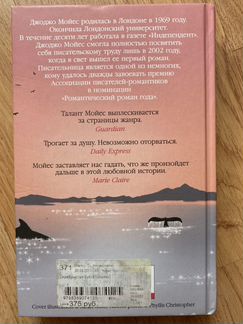 Джоджо Мойес родилась в Лондоне в 1969 году.
Окончила Лондонский университет.
В течение десяти лет работала в газете «Индепендент».
Джоджо Мойес смогла полностью посвятить
себя писательскому труду лишь в 2002 году,
когда в свет вышел ее первый роман.
Писательница является одной из немногих,
кому удалось дважды завоевать премию
Ассоциации писателей-романтиков
в номинации
«Романтический роман года».
Талант Мойес выплескивается
за страницы жанра.
Guardian
Трогает за душу. Невозможно оторваться.
Daily Express
Мойес заставляет нас гадать, что же произойдет
дальше в этой любовной истории.
Marie Claire
375 руб.
Cover
Christopher